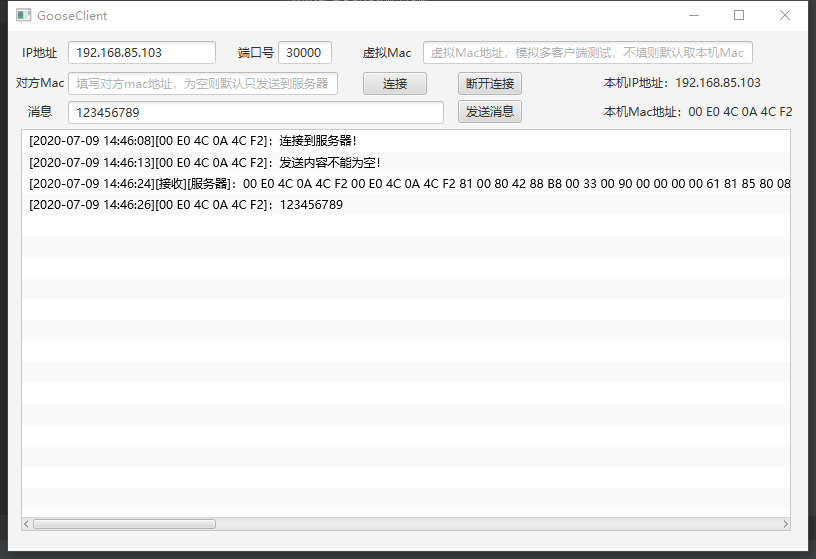 GooseClient
IP地址 192.168.85.103 端口号 30000 虚拟Mac 虚拟Mac地址，模拟多客户端测试，不填则默认取本机Mac
对方Mac 填写对方mac地址，为空则默认只发送到服务器 连接 断开连接 本机IP地址：192.168.85.103
消息 123456789 发送消息 本机Mac地址：00 E0 4C 0A 4C F2
[2020-07-09 14:46:08][00 E0 4C 0A 4C F2]：连接到服务器！
[2020-07-09 14:46:13][00 E0 4C 0A 4C F2]：发送内容不能为空！
[2020-07-09 14:46:24][接收][服务器]：00 E0 4C 0A 4C F2 00 E0 4C 0A 4C F2 81 00 80 42 88 B8 00 33 00 90 00 00 00 00 61 81 85 80 08
[2020-07-09 14:46:26][00 E0 4C 0A 4C F2]：123456789